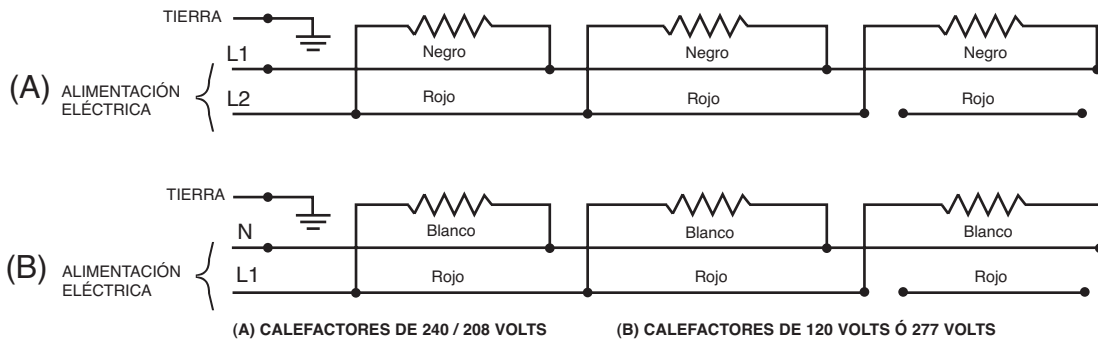 TIERRA
Negro Negro Negro
L1
(A) ALIMENTACIÓN
ELÉCTRICA
L2 Rojo Rojo Rojo
TIERRA
Blanco Blanco Blanco
N
(B) ALIMENTACIÓN
ELÉCTRICA
L1 Rojo Rojo Rojo
(A) CALEFACTORES DE 240 / 208 VOLTS (B) CALEFACTORES DE 120 VOLTS Ó 277 VOLTS